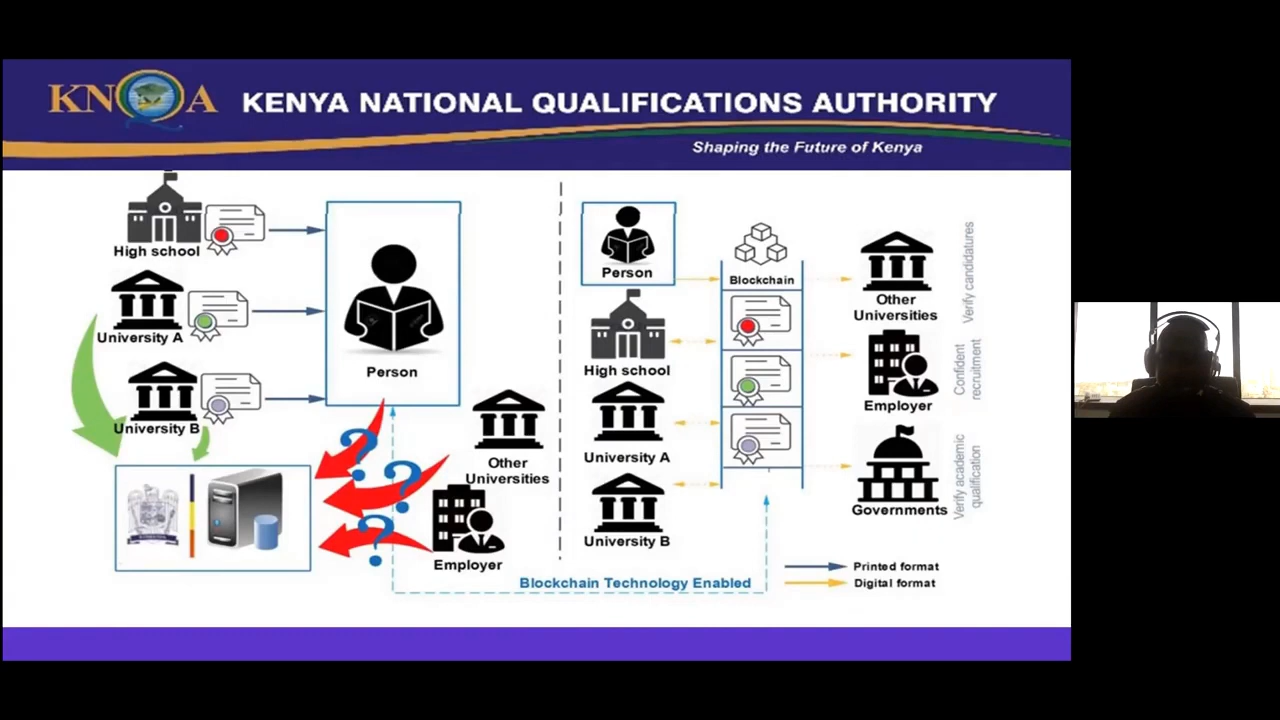 KNQA
KENYA NATIONAL QUALIFICATIONS AUTHORITY
Shaping the Future of Kenya
High school
University A
University B
Person
Other
Universities
Employer
?
?
?
Person
High school
University A
University B
Blockchain
Other
Universities
Employer
Governments
Verify candidatures
Confident
recruitment
Verify academic
qualification
Blockchain Technology Enabled
Printed format
Digital format